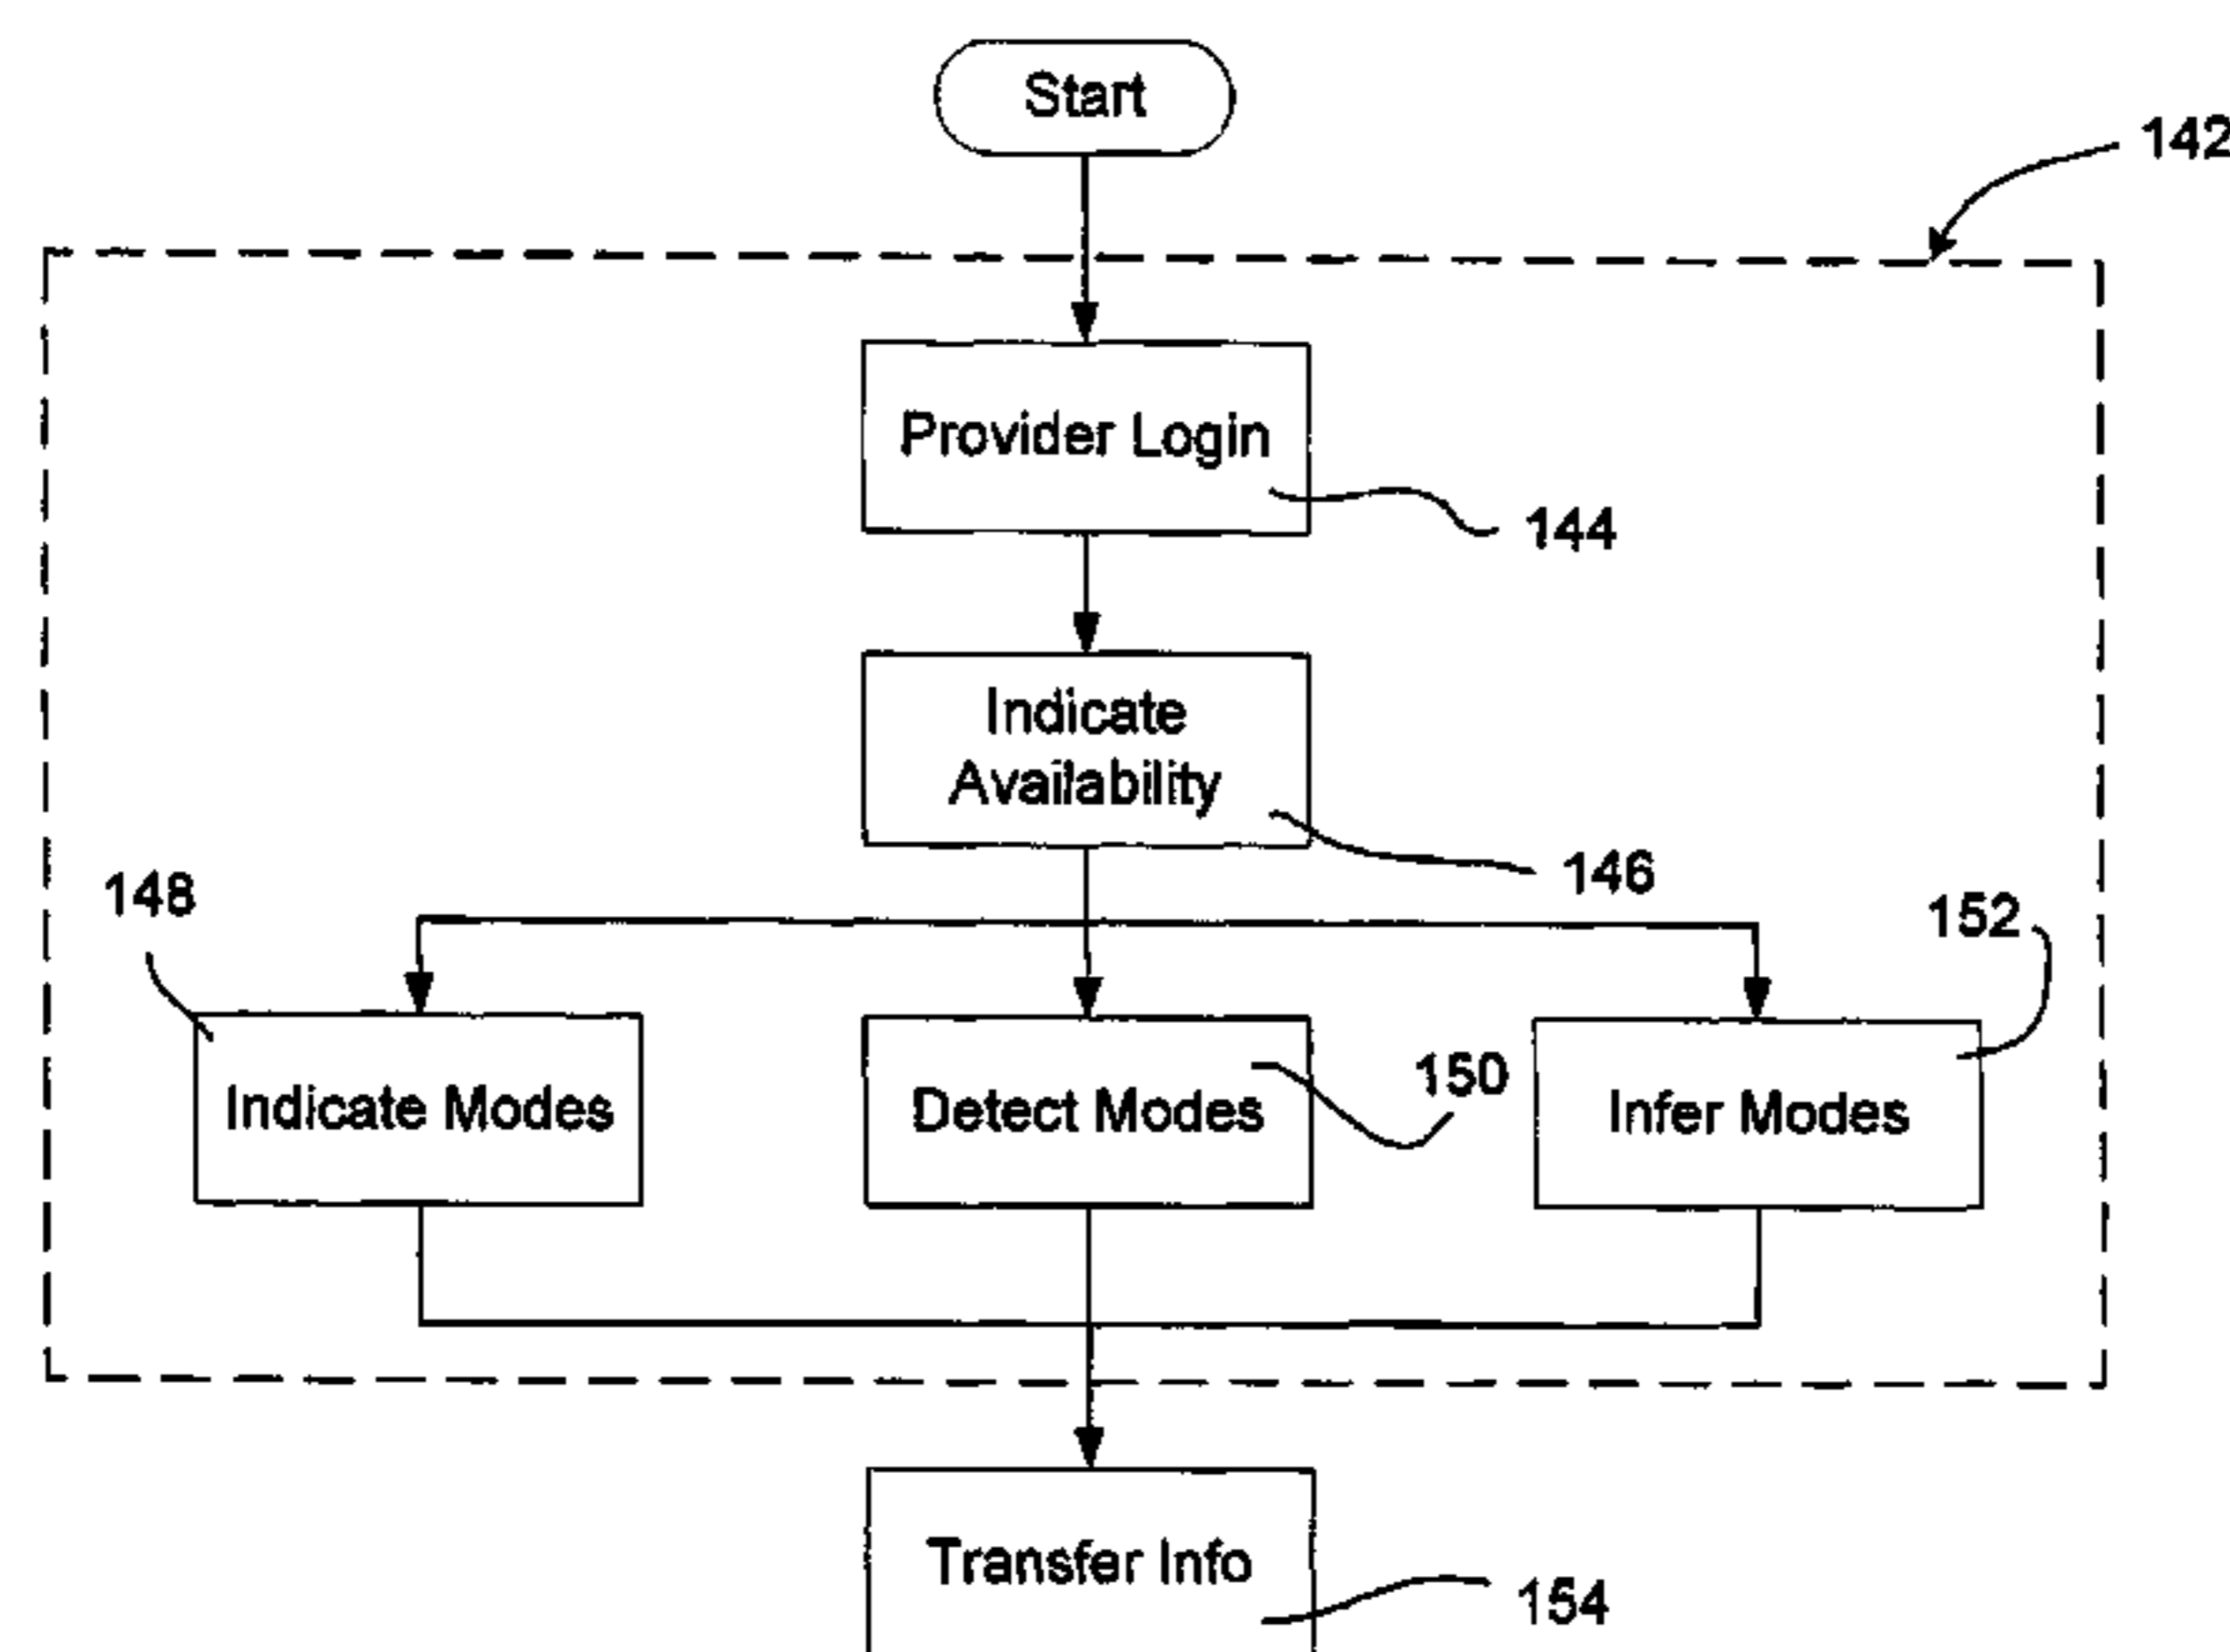 Start
142
Provider Login
144
Indicate
Availability
146
148
152
150
Indicate Modes
Detect Modes
Infer Modes
Transfer Info
154